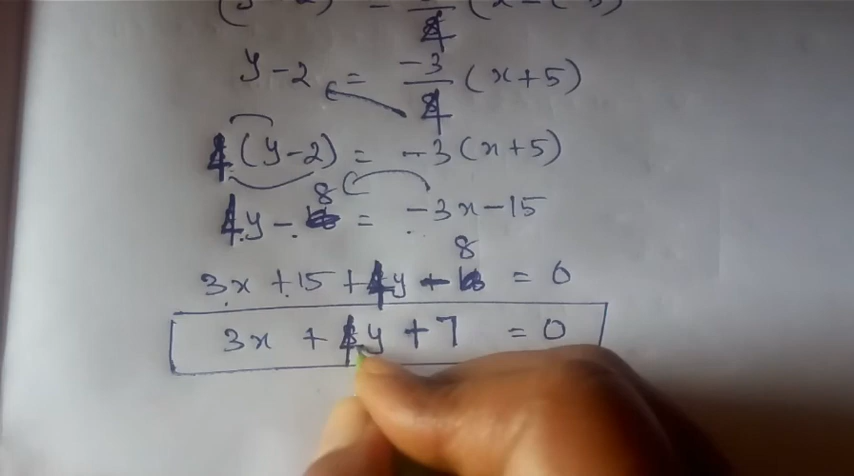 y-2 = -3/4 (x+5)
4(y-2) = -3(x+5)
4y - 8 = -3x-15
3x +15 +4y - 8 = 0
3x + 4y + 7 = 0